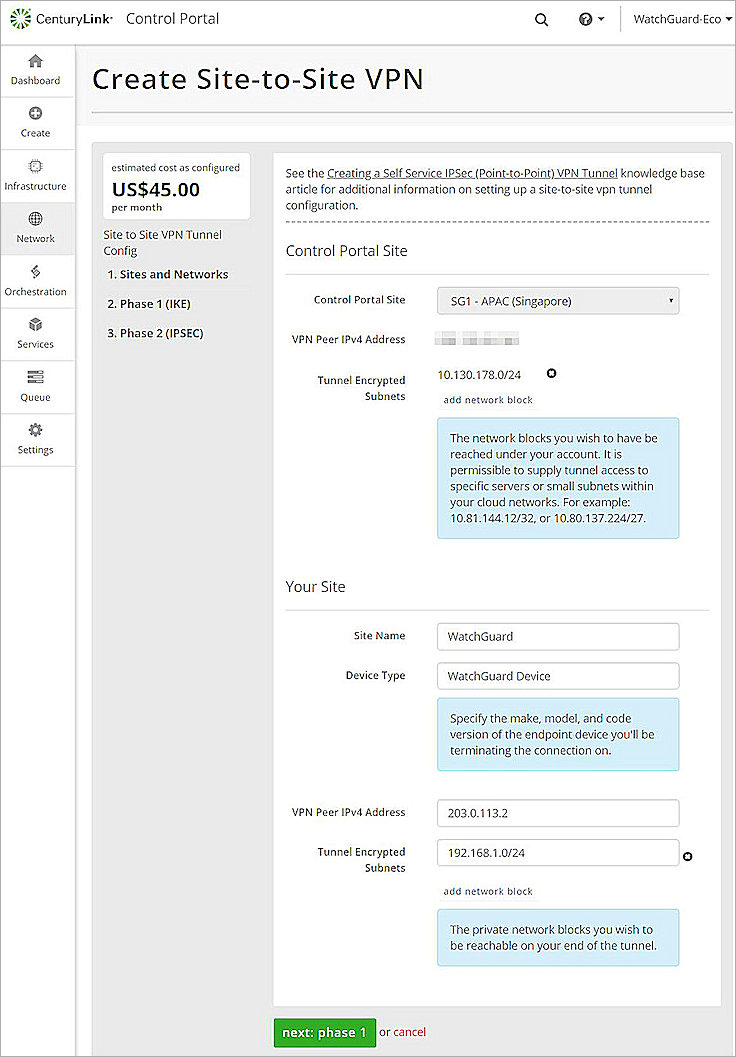 CenturyLink® Control Portal
WatchGuard-Eco
Dashboard
Create
Infrastructure
Network
Orchestration
Services
Queue
Settings
Create Site-to-Site VPN
estimated cost as configured
US$45.00
per month
Site to Site VPN Tunnel
Config
1. Sites and Networks
2. Phase 1 (IKE)
3. Phase 2 (IPSEC)
See the Creating a Self Service IPSec (Point-to-Point) VPN Tunnel knowledge base
article for additional information on setting up a site-to-site vpn tunnel
configuration.
Control Portal Site
Control Portal Site
SG1 - APAC (Singapore)
VPN Peer IPv4 Address
Tunnel Encrypted
Subnets
10.130.178.0/24
add network block
The network blocks you wish to have be
reached under your account. It is
permissible to supply tunnel access to
specific servers or small subnets within
your cloud networks. For example:
10.81.144.12/32, or 10.80.137.224/27.
Your Site
Site Name
WatchGuard
Device Type
WatchGuard Device
Specify the make, model, and code
version of the endpoint device you'll be
terminating the connection on.
VPN Peer IPv4 Address
203.0.113.2
Tunnel Encrypted
Subnets
192.168.1.0/24
add network block
The private network blocks you wish to
be reachable on your end of the tunnel.
next: phase 1 or cancel